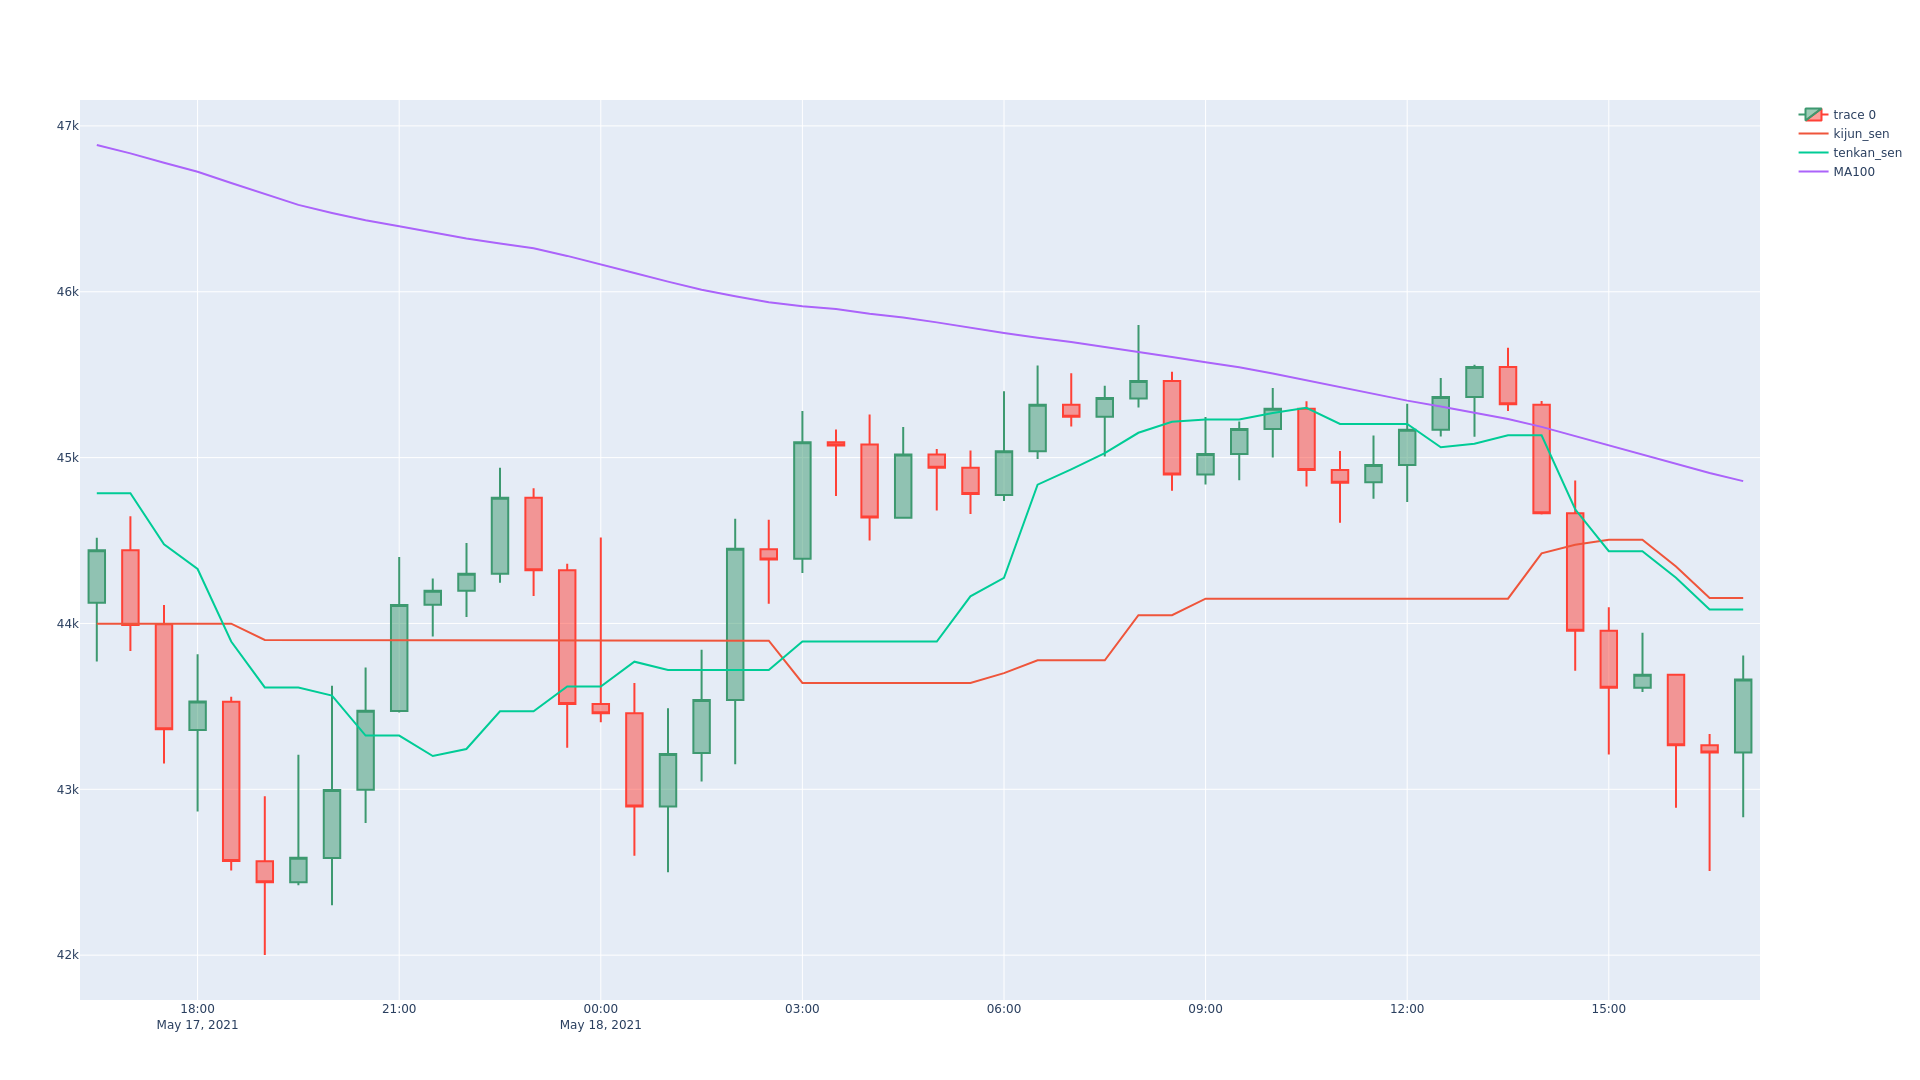 47k
46k
45k
44k
43k
42k
18:00
May 17, 2021
21:00
00:00
May 18, 2021
03:00
06:00
09:00
12:00
15:00
trace 0
kijun_sen
tenkan_sen
MA100